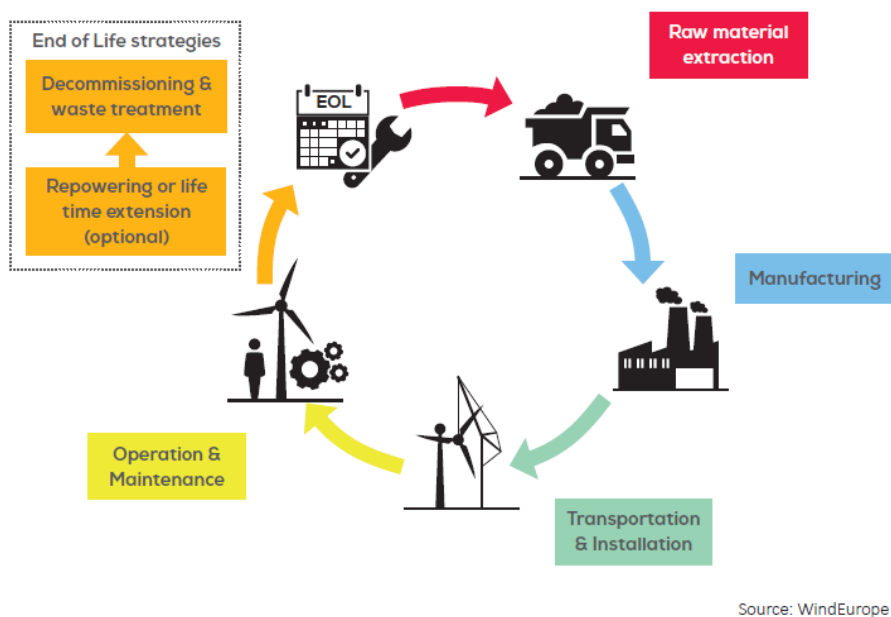 End of Life strategies
Decommissioning &
waste treatment
Repowering or life
time extension
(optional)
EOL
Raw material
extraction
Manufacturing
Transportation
& Installation
Operation &
Maintenance
Source: WindEurope